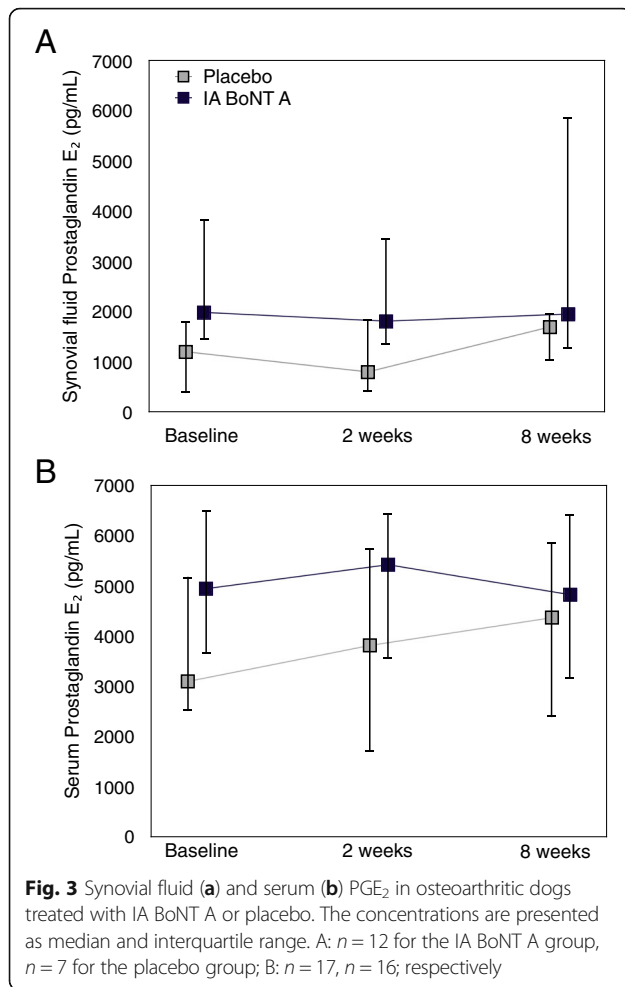 A
7000
6000
5000
4000
3000
2000
1000
0
Synovial fluid Prostaglandin E₂ (pg/mL)
Placebo
IA BoNT A
Baseline 2 weeks 8 weeks
B
7000
6000
5000
4000
3000
2000
1000
0
Serum Prostaglandin E₂ (pg/mL)
Baseline 2 weeks 8 weeks
Fig. 3 Synovial fluid (a) and serum (b) PGE₂ in osteoarthritic dogs
treated with IA BoNT A or placebo. The concentrations are presented
as median and interquartile range. A: n = 12 for the IA BoNT A group,
n = 7 for the placebo group; B: n = 17, n = 16; respectively